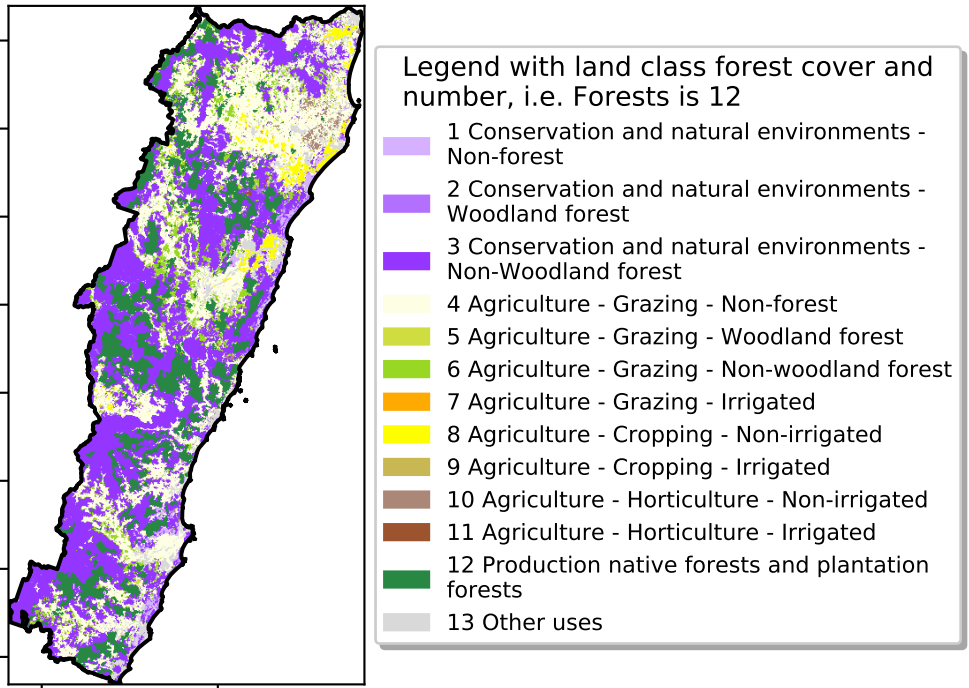 Legend with land class forest cover and
number, i.e. Forests is 12
1 Conservation and natural environments -
Non-forest
2 Conservation and natural environments -
Woodland forest
3 Conservation and natural environments -
Non-Woodland forest
4 Agriculture - Grazing - Non-forest
5 Agriculture - Grazing - Woodland forest
6 Agriculture - Grazing - Non-woodland forest
7 Agriculture - Grazing - Irrigated
8 Agriculture - Cropping - Non-irrigated
9 Agriculture - Cropping - Irrigated
10 Agriculture - Horticulture - Non-irrigated
11 Agriculture - Horticulture - Irrigated
12 Production native forests and plantation
forests
13 Other uses